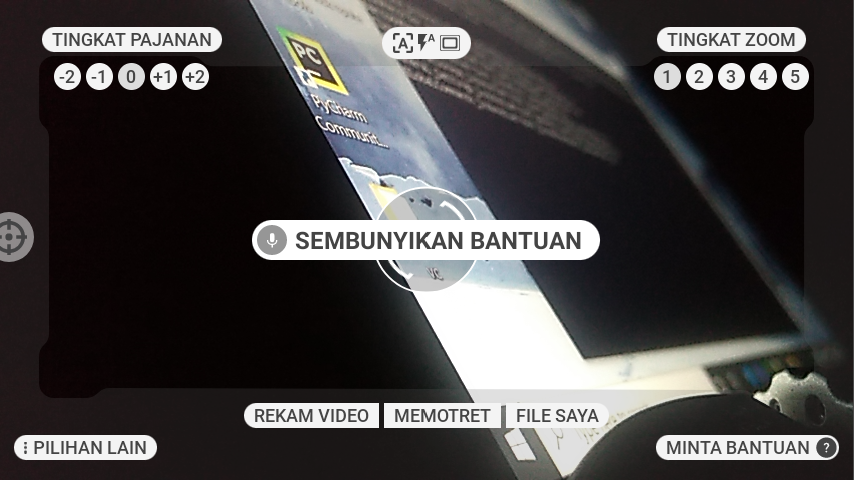 TINGKAT PAJANAN
-2 -1 0 +1 +2
A
A
TINGKAT ZOOM
1 2 3 4 5
PC
PyCharm
Communit...
SEMBUNYIKAN BANTUAN
REKAM VIDEO
MEMOTRET
FILE SAYA
PILIHAN LAIN
MINTA BANTUAN ?